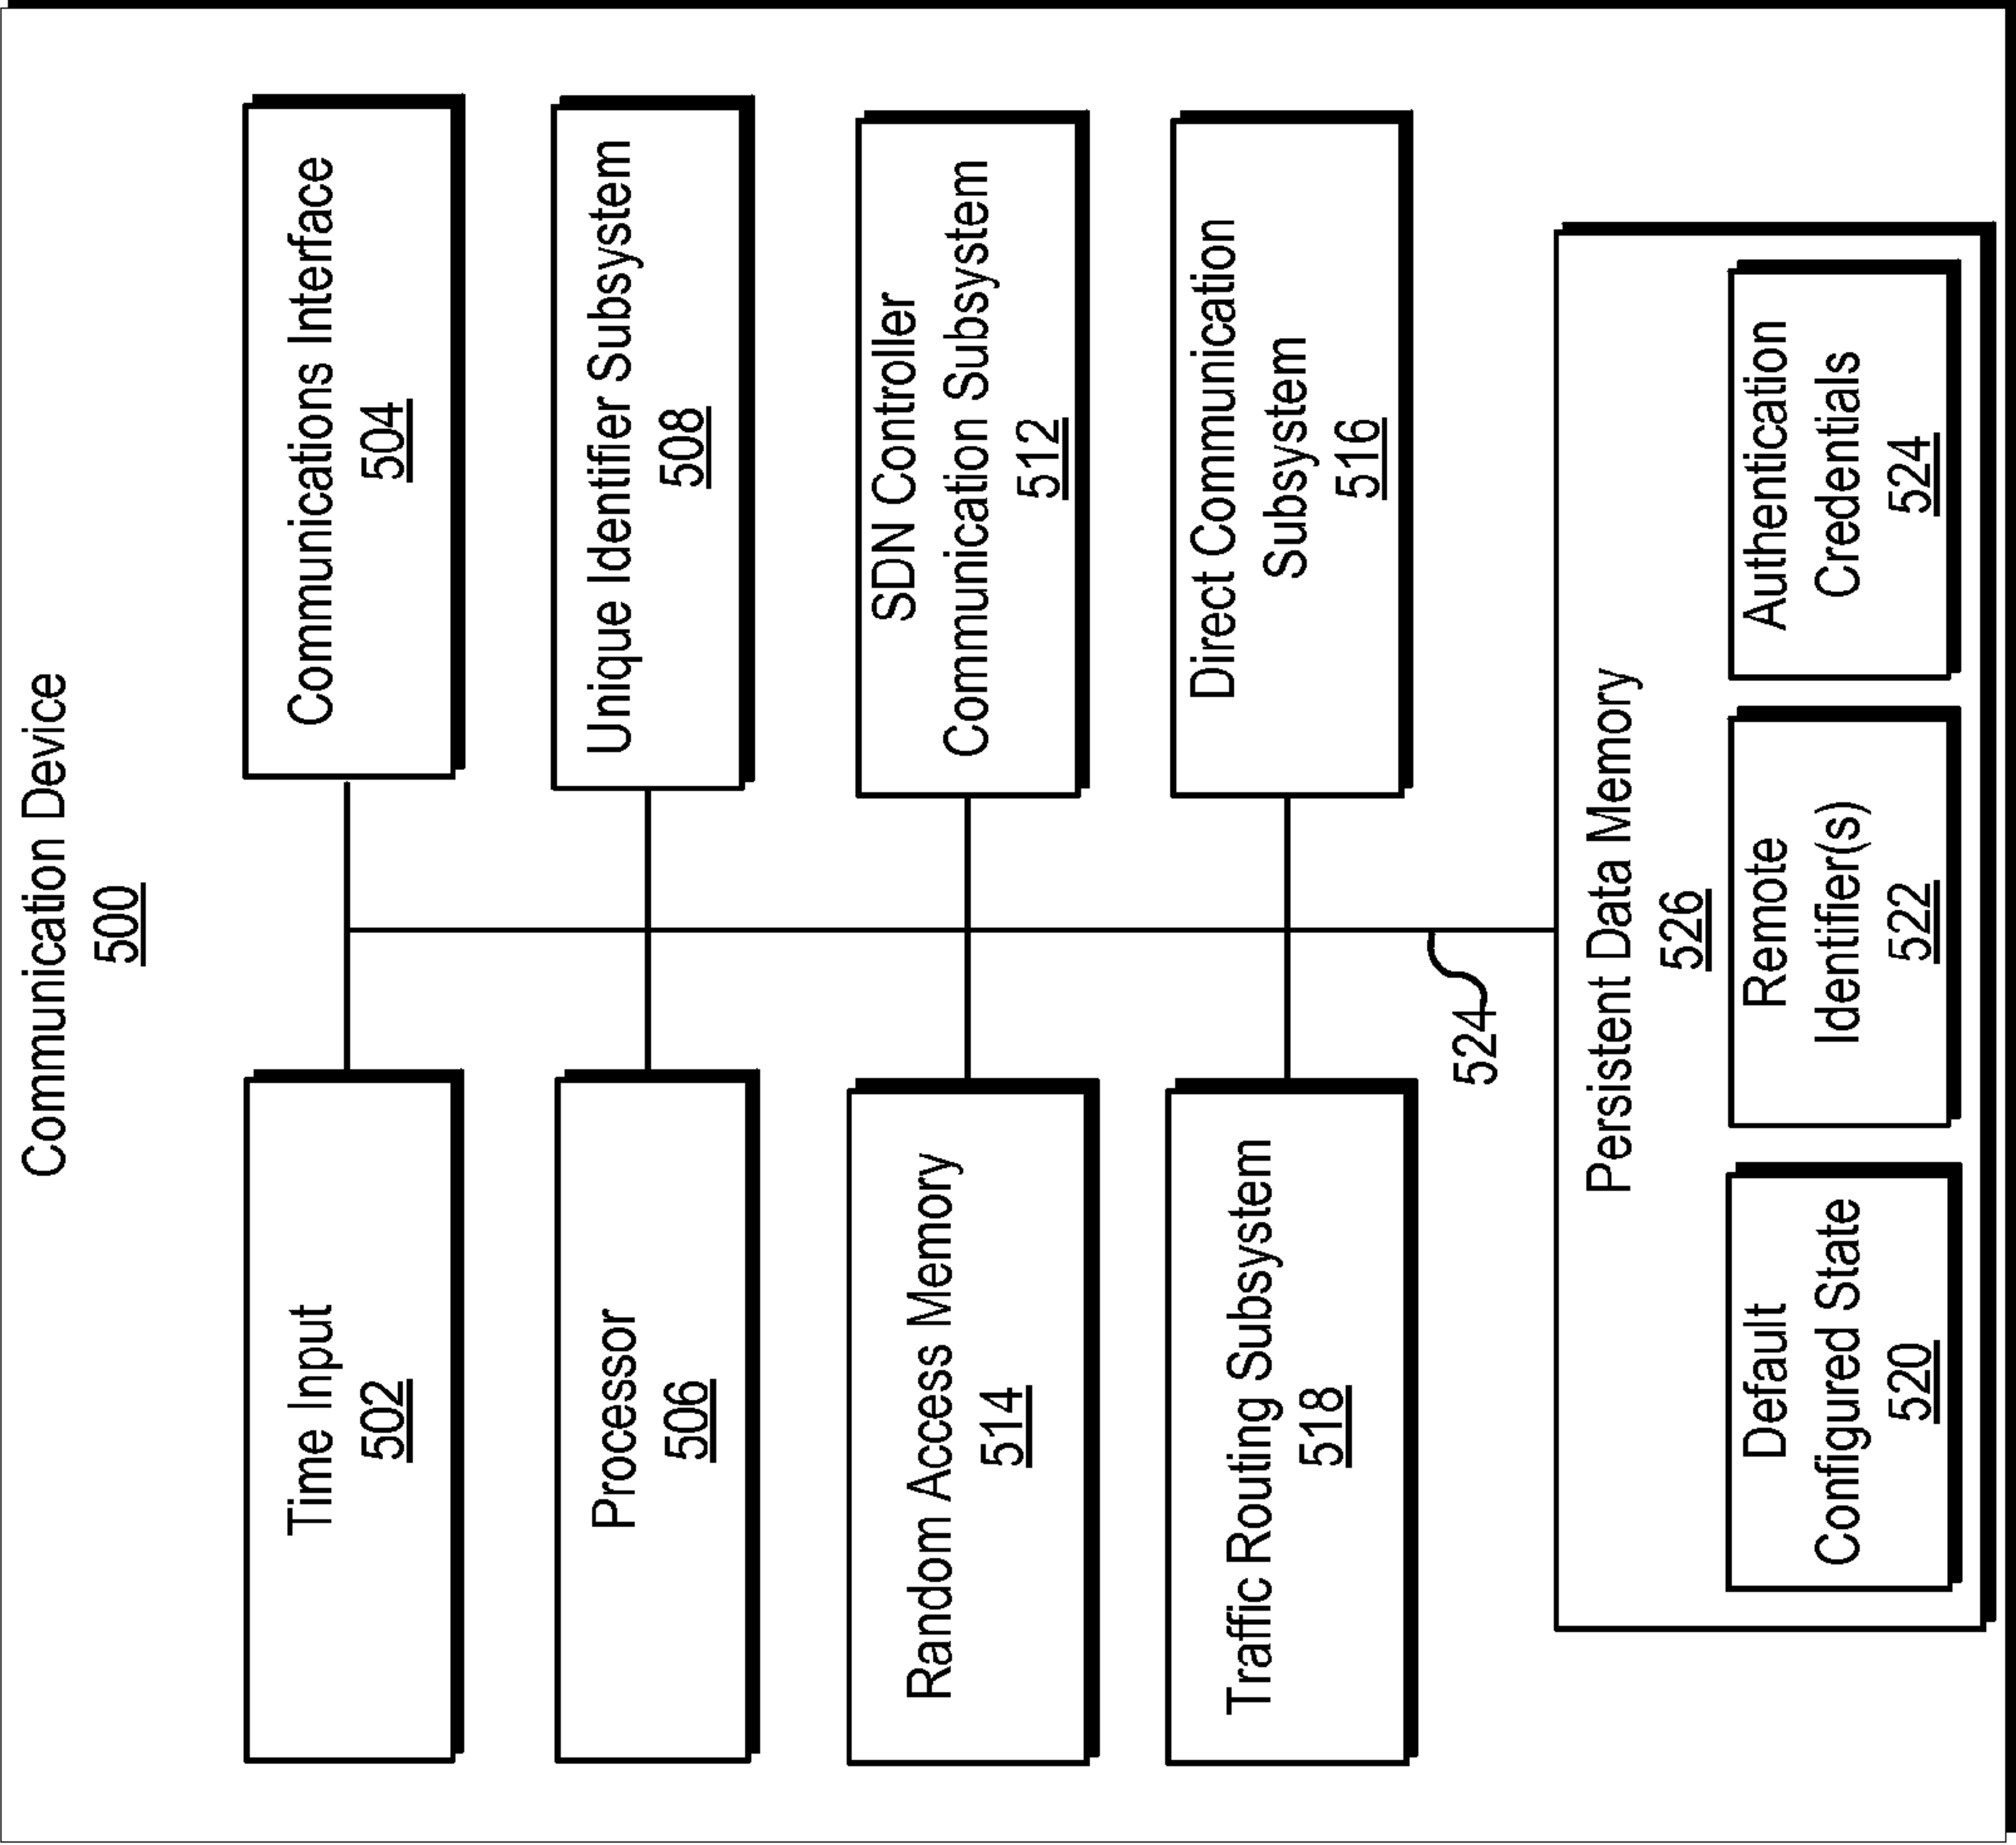 Communication Device
500
Time Input
502
Communications Interface
504
Processor
506
Unique Identifier Subsystem
508
Random Access Memory
514
SDN Controller
Communication Subsystem
512
Traffic Routing Subsystem
518
Direct Communication
Subsystem
516
524
Persistent Data Memory
526
Default
Configured State
520
Remote
Identifier(s)
522
Authentication
Credentials
524